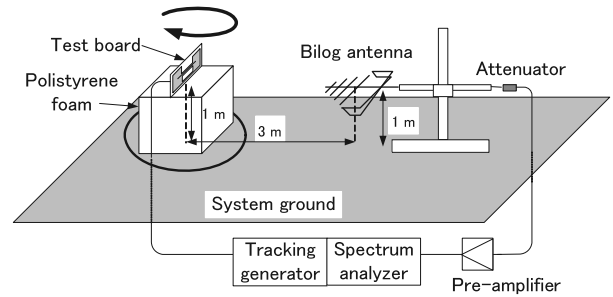 Test board
Bilog antenna
Attenuator
Polistyrene
foam
1 m
1 m
3 m
System ground
Tracking
generator
Spectrum
analyzer
Pre-amplifier